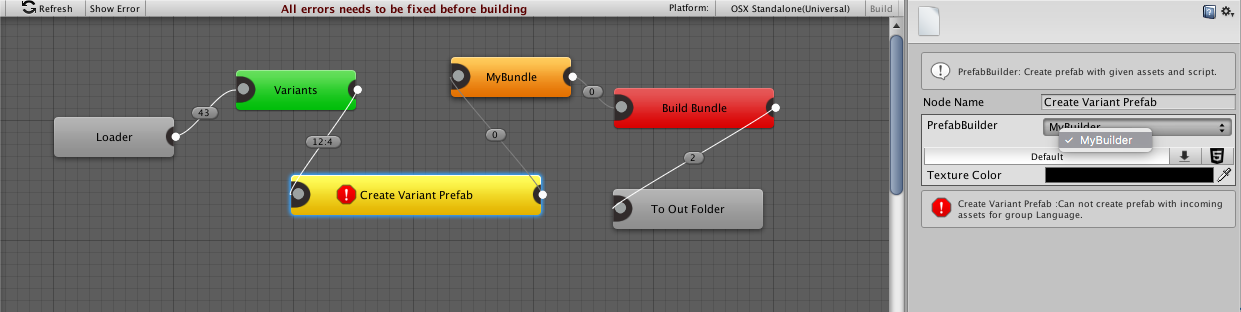 Refresh
Show Error
All errors needs to be fixed before building
Platform:
OSX Standalone(Universal)
Build
Loader
43
Variants
12:4
Create Variant Prefab
0
MyBundle
0
Build Bundle
2
To Out Folder
PrefabBuilder: Create prefab with given assets and script.
Node Name
Create Variant Prefab
PrefabBuilder
MyBuilder
MyBuilder
Default
Texture Color
Create Variant Prefab :Can not create prefab with incoming
assets for group Language.